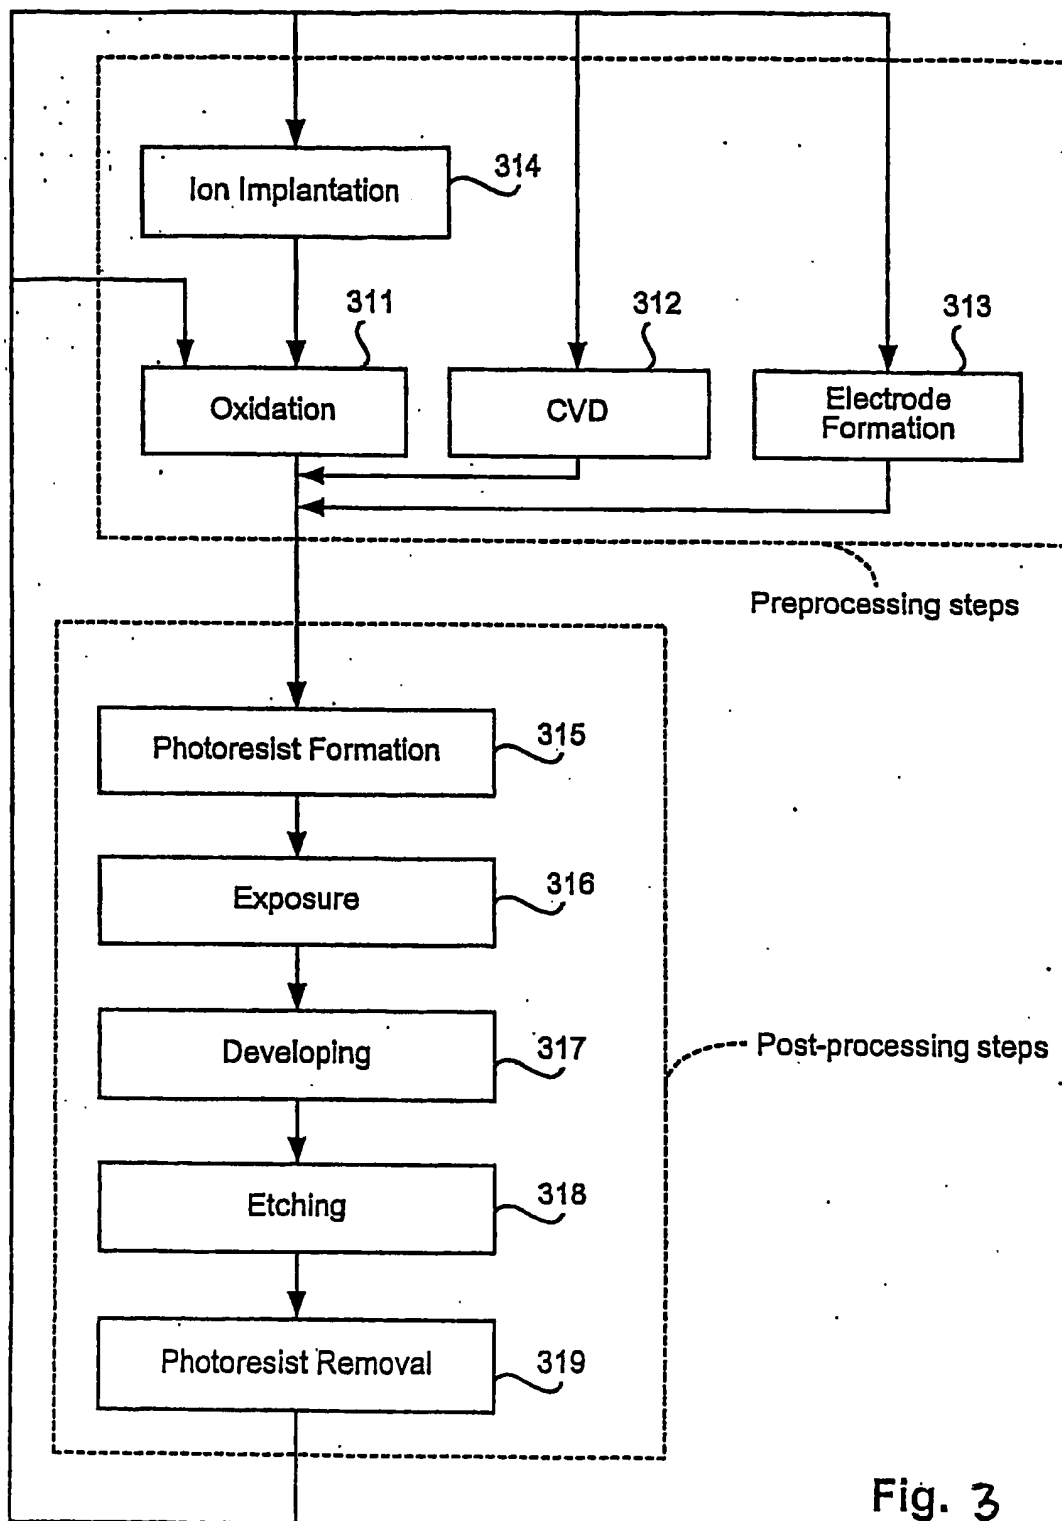 314
Ion Implantation
311
312
313
Oxidation
CVD
Electrode
Formation
Preprocessing steps
Photoresist Formation
315
Exposure
316
Developing
317
Post-processing steps
Etching
318
Photoresist Removal
319
Fig. 3